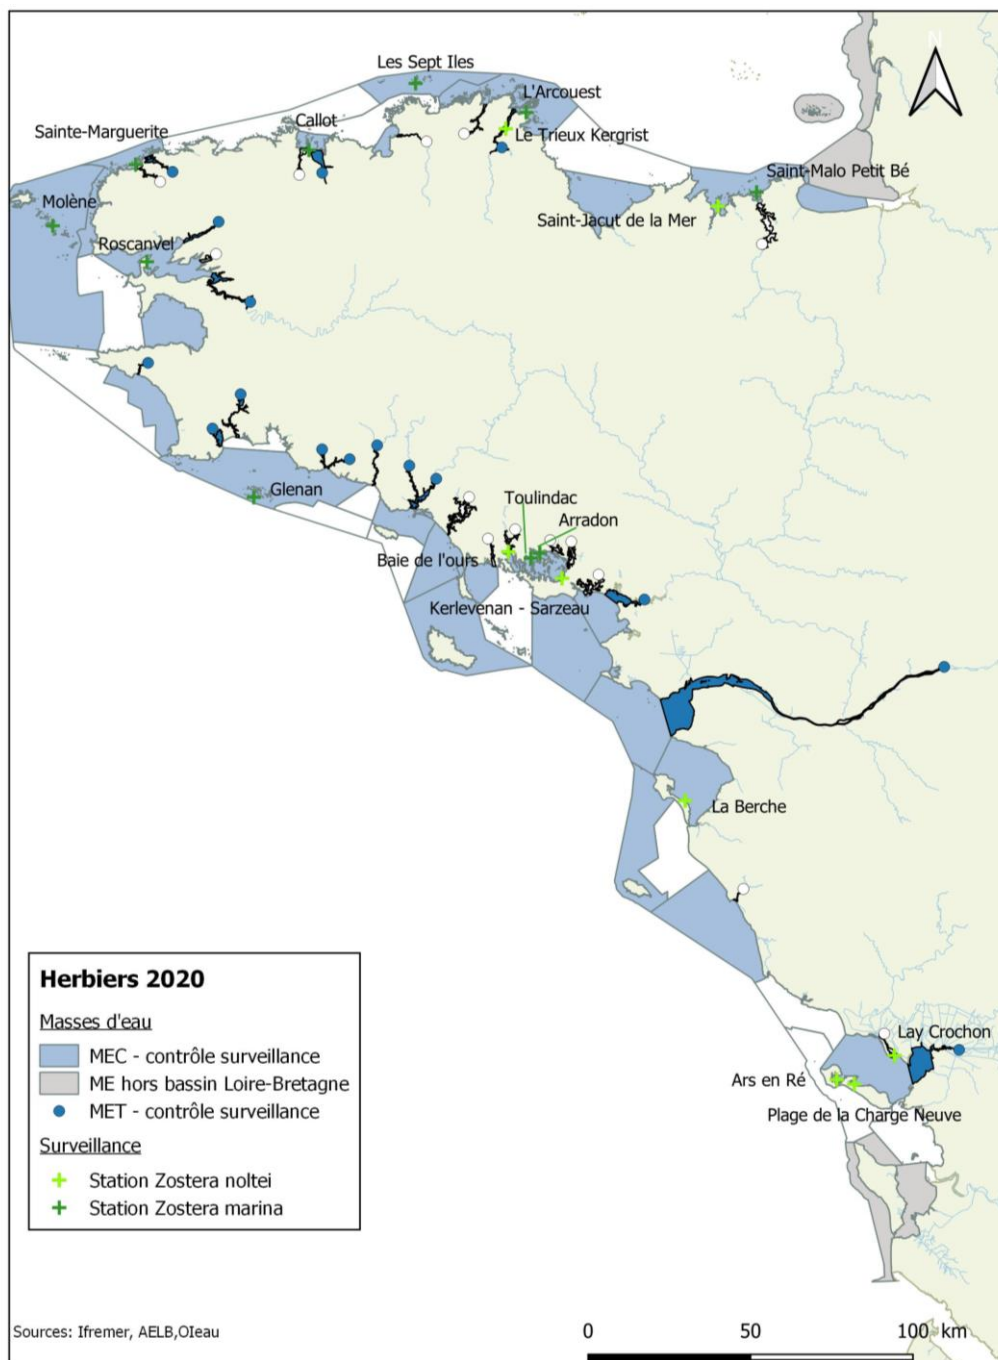 N
Les Sept Iles
L'Arcouest
Sainte-Marguerite
Callot
Le Trieux Kergrist
Saint-Malo Petit Bé
Molène
Saint-Jacut de la Mer
Roscanvel
Glenan
Toulindac
Arradon
Baie de l'ours
Kerlevenan - Sarzeau
La Berche
Herbiers 2020
Masses d'eau
MEC - contrôle surveillance
ME hors bassin Loire-Bretagne
MET - contrôle surveillance
Surveillance
Station Zostera noltei
Station Zostera marina
Lay Crochon
Ars en Ré
Plage de la Charge Neuve
Sources: Ifremer, AELB,OIeau
0 50 100 km